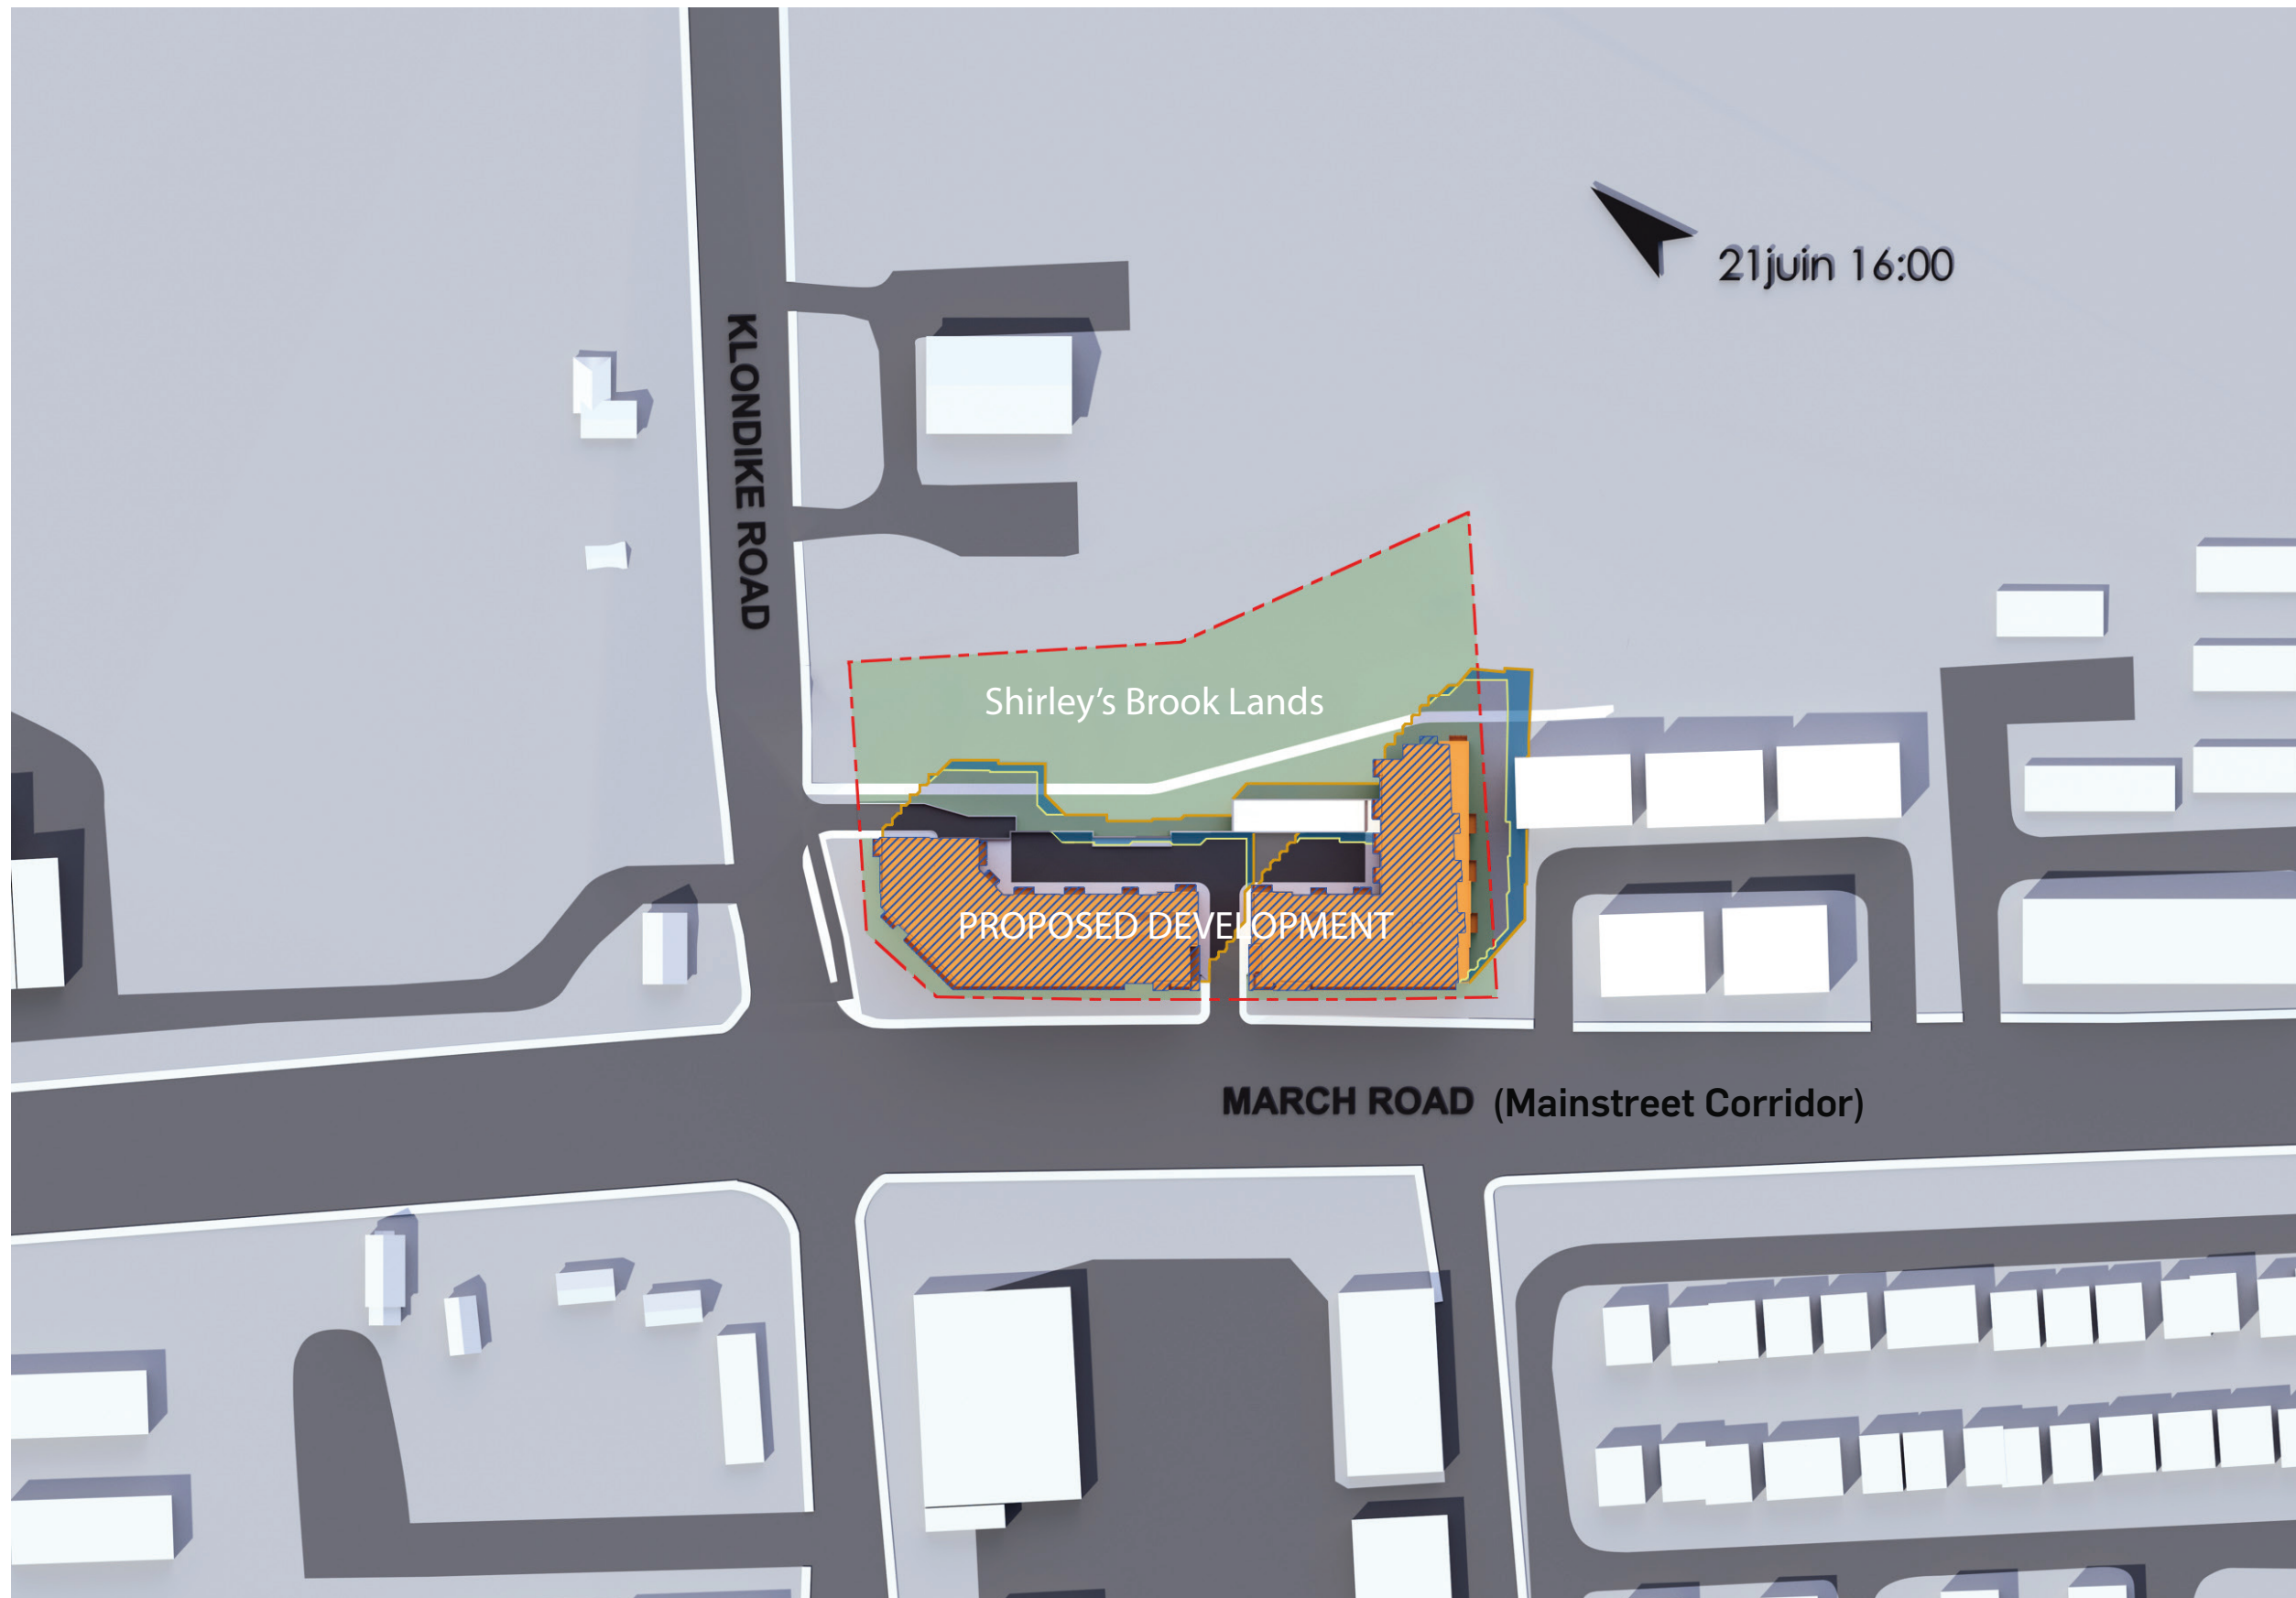 21juin 16:00
KLONDIKE ROAD
Shirley's Brook Lands
PROPOSED DEVELOPMENT
MARCH ROAD (Mainstreet Corridor)